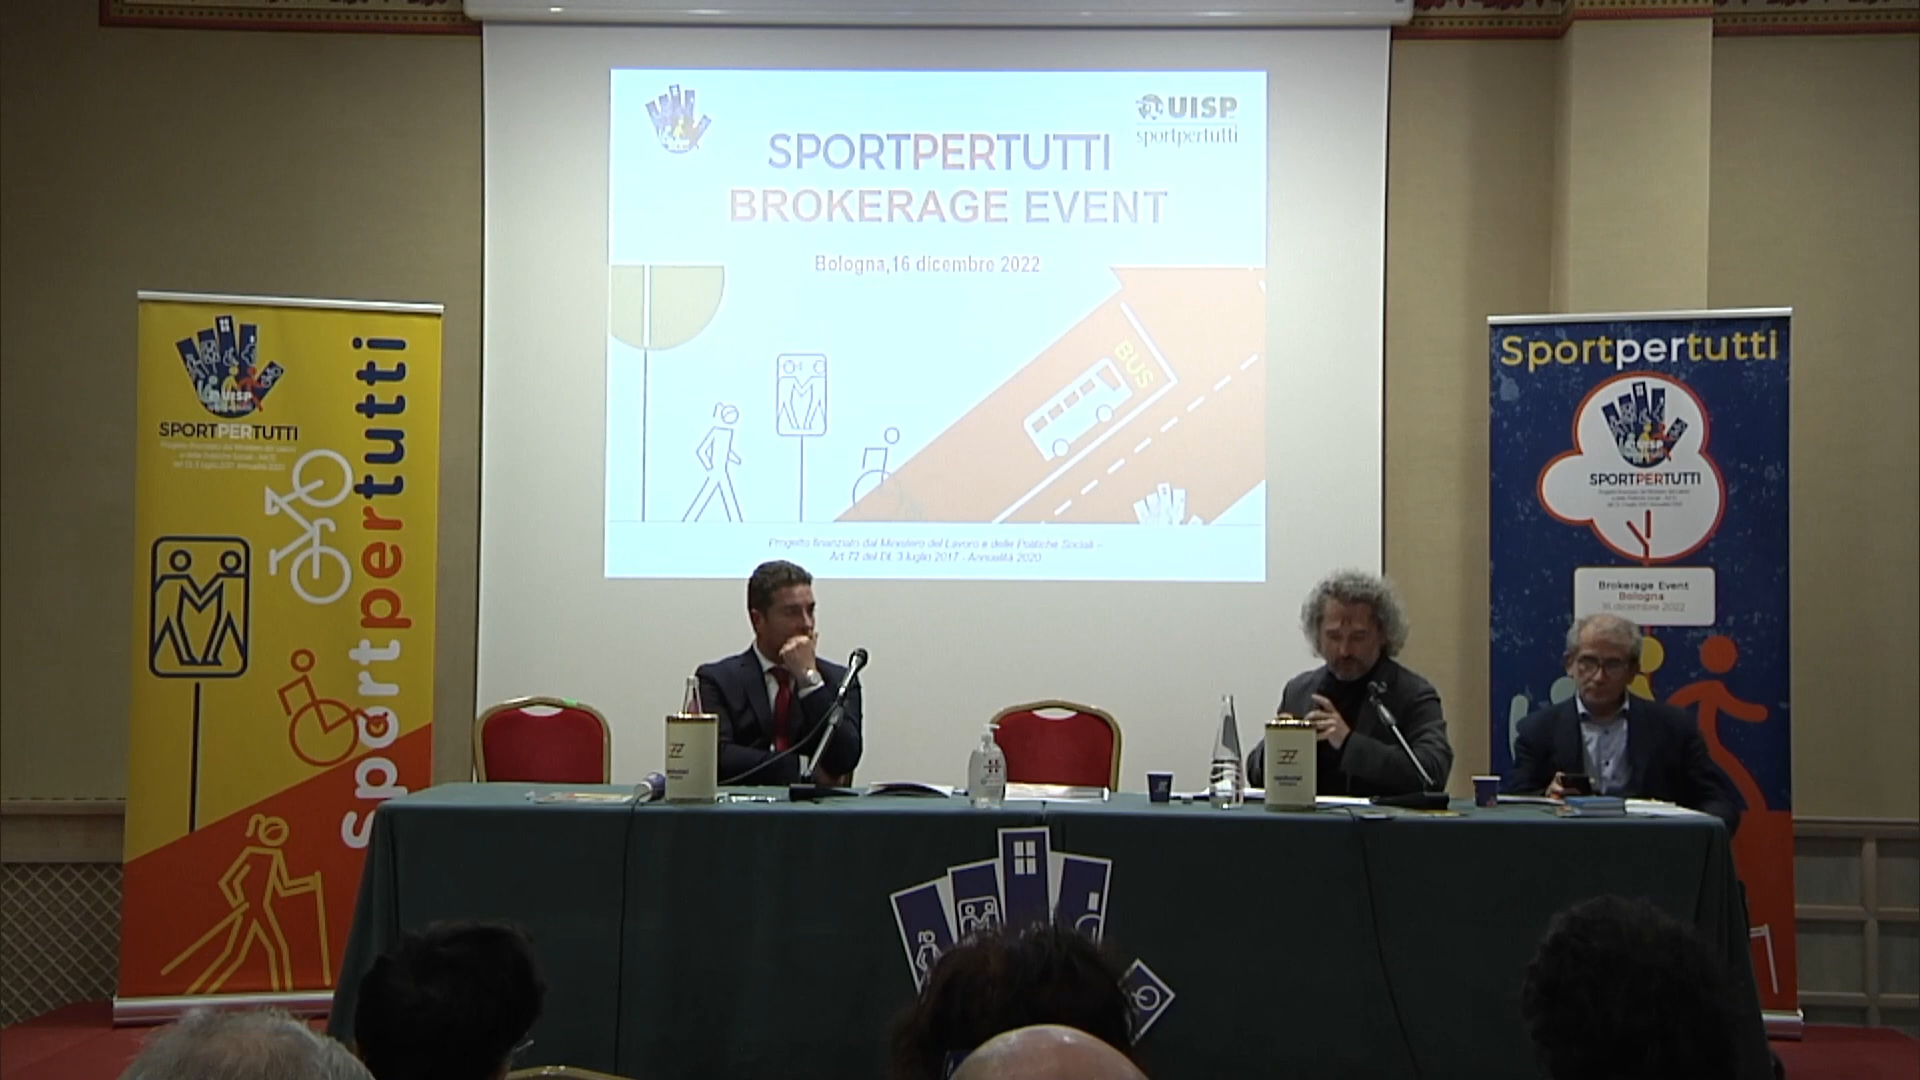 UISP
sportpertutti
SPORTPERTUTTI
BROKERAGE EVENT
Bologna,16 dicembre 2022
BUS
Progetto finanziato dal Ministero del Lavoro e delle Politiche Sociali –
Art.72 del DL 3 luglio 2017 - Annualità 2020
UISP
SPORTPERTUTTI
sportpertutti
Sportpertutti
UISP
SPORTPERTUTTI
Brokerage Event
Bologna
16 dicembre 2022